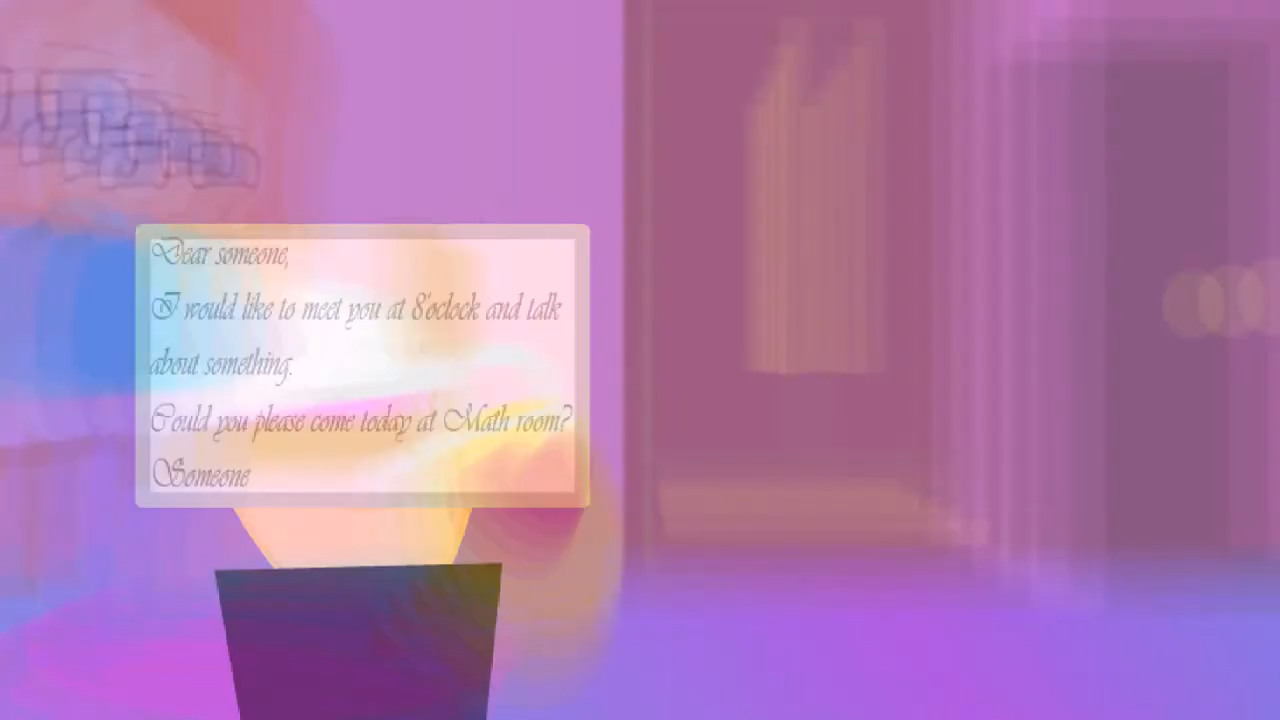 Dear someone,
I would like to meet you at 8'oclock and talk
about something.
Could you please come today at Math room?
Someone